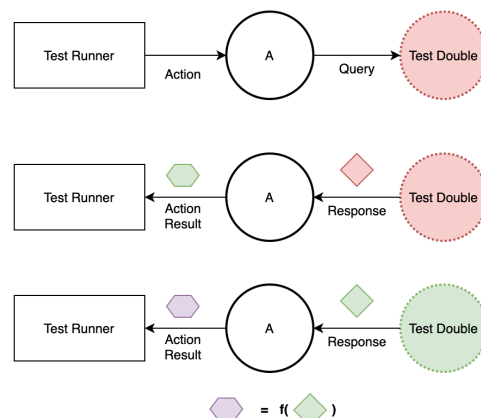 Test Runner
Action
A
Query
Test Double
Test Runner
Action
Result
A
Response
Test Double
Test Runner
Action
Result
A
Response
Test Double
= f( )